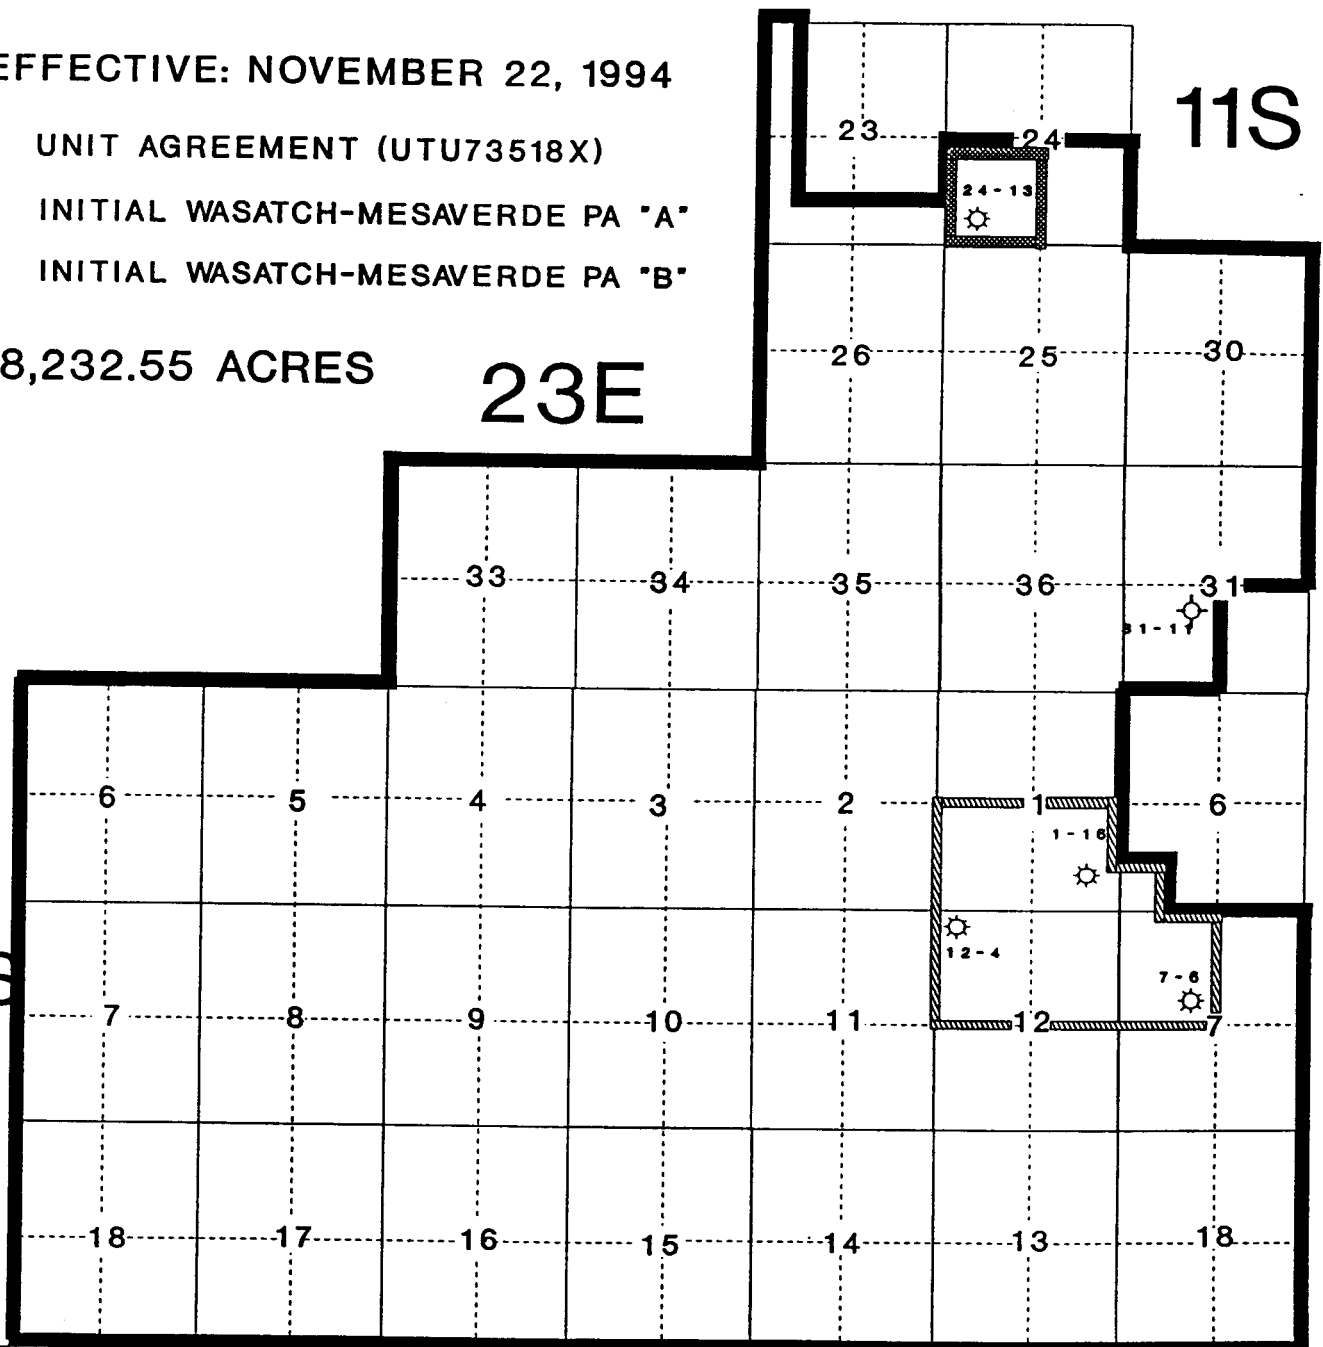 EFFECTIVE: NOVEMBER 22, 1994
UNIT AGREEMENT (UTU73518X)
INITIAL WASATCH-MESAVERDE PA "A"
INITIAL WASATCH-MESAVERDE PA "B"
8,232.55 ACRES
23E
11S
23 24
24-13
26 25 30
33 34 35 36 31
31-11
6 5 4 3 2 1 6
1-16
12-4
7-6
7 8 9 10 11 12 7
18 17 16 15 14 13 18